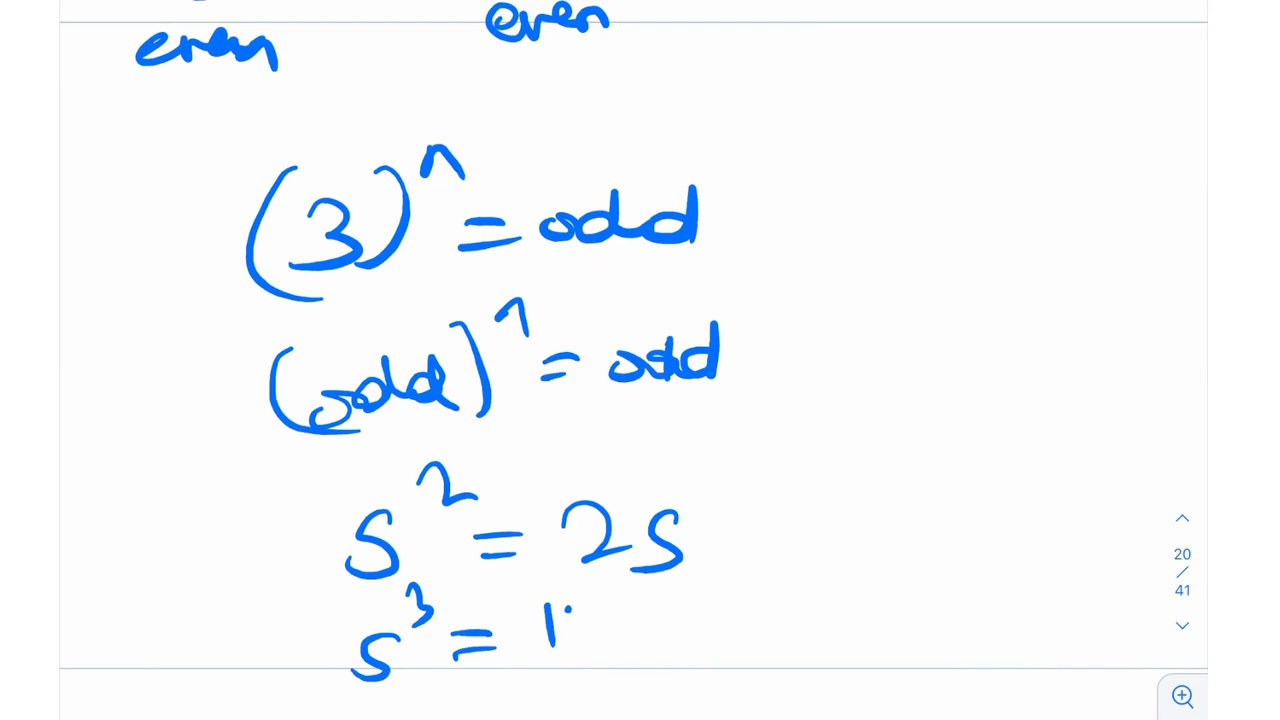 even even
(3)^n = odd
(odd)^n = odd
5^2 = 25
5^3 = 1
20
/
41